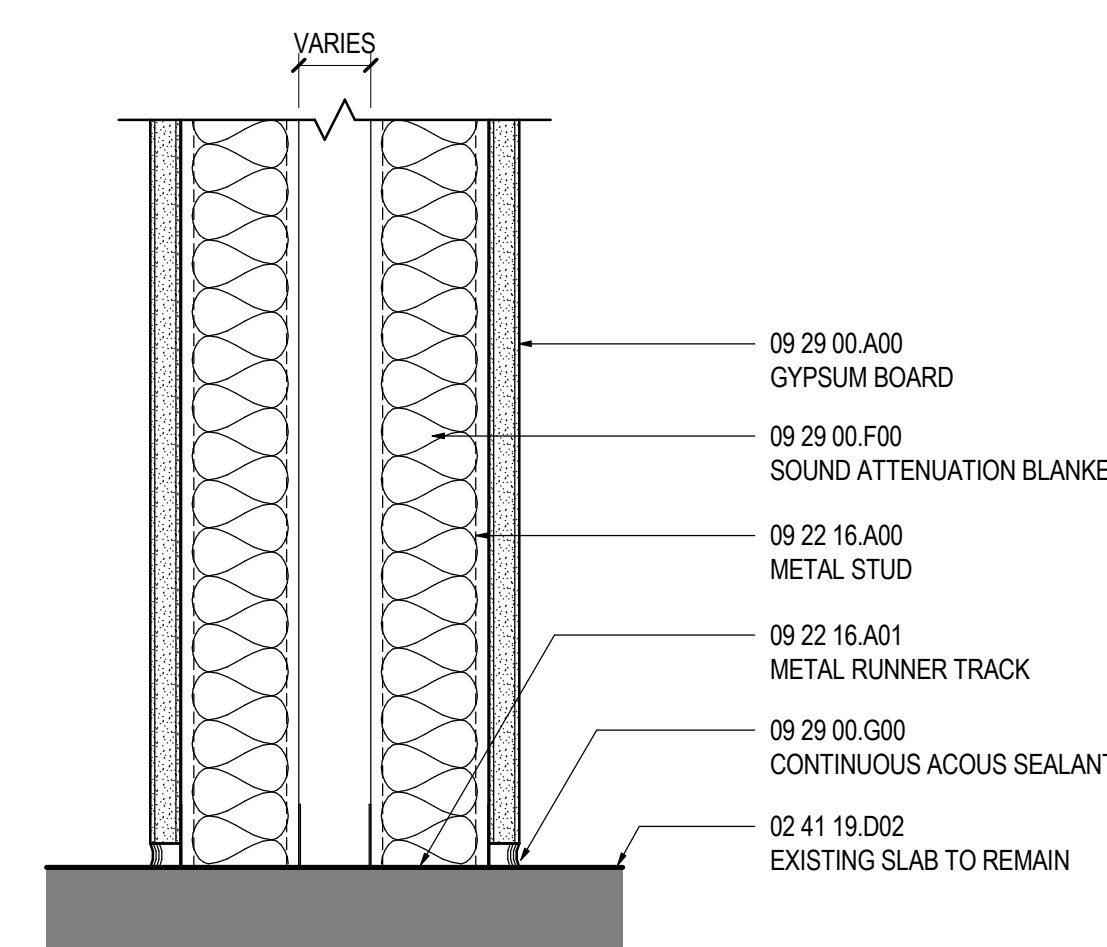 VARIES
09 29 00.A00
GYPSUM BOARD
09 29 00.F00
SOUND ATTENUATION BLANKE
09 22 16.A00
METAL STUD
09 22 16.A01
METAL RUNNER TRACK
09 29 00.G00
CONTINUOUS ACOUS SEALANT
02 41 19.D02
EXISTING SLAB TO REMAIN